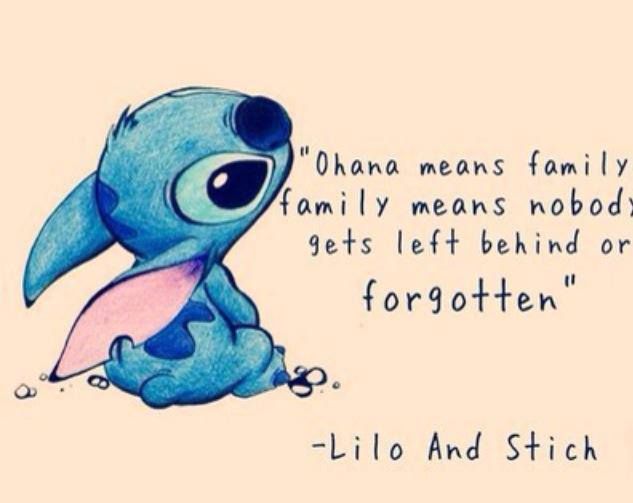 "Ohana means family
family means nobody
gets left behind or
forgotten"
-Lilo And Stich